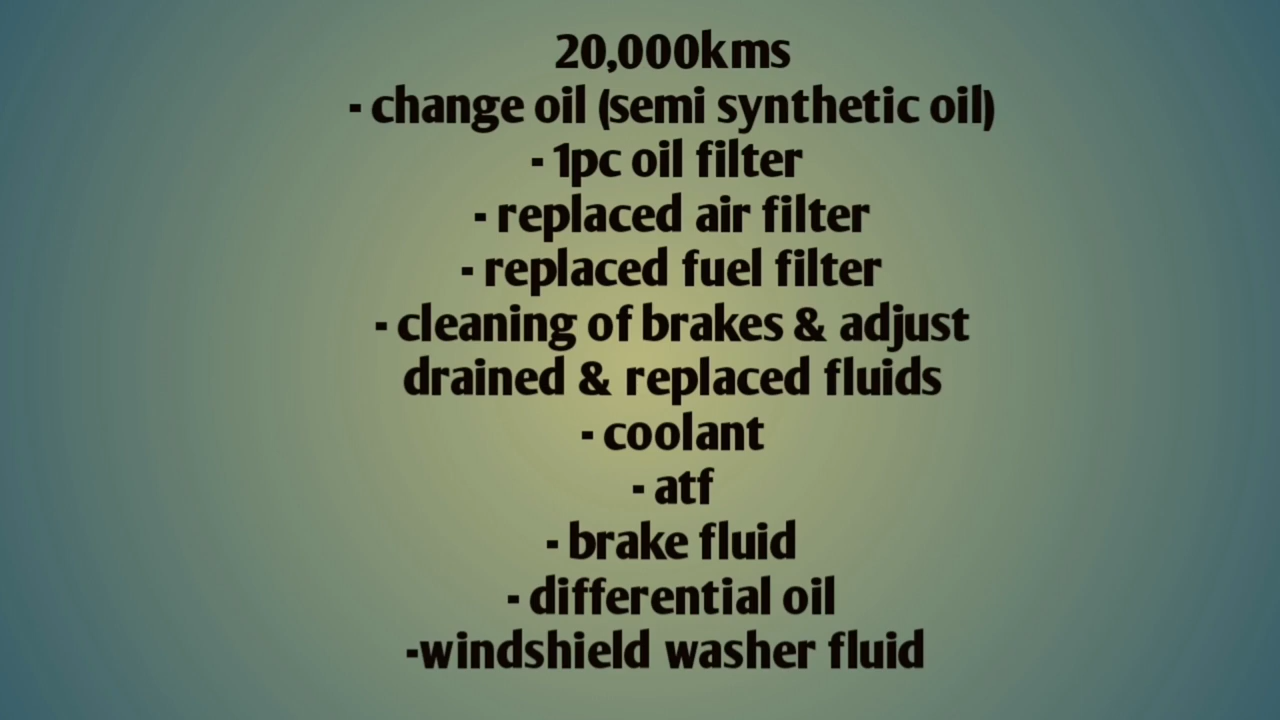 20,000kms
- change oil (semi synthetic oil)
- 1pc oil filter
- replaced air filter
- replaced fuel filter
- cleaning of brakes & adjust
drained & replaced fluids
- coolant
- atf
- brake fluid
- differential oil
-windshield washer fluid